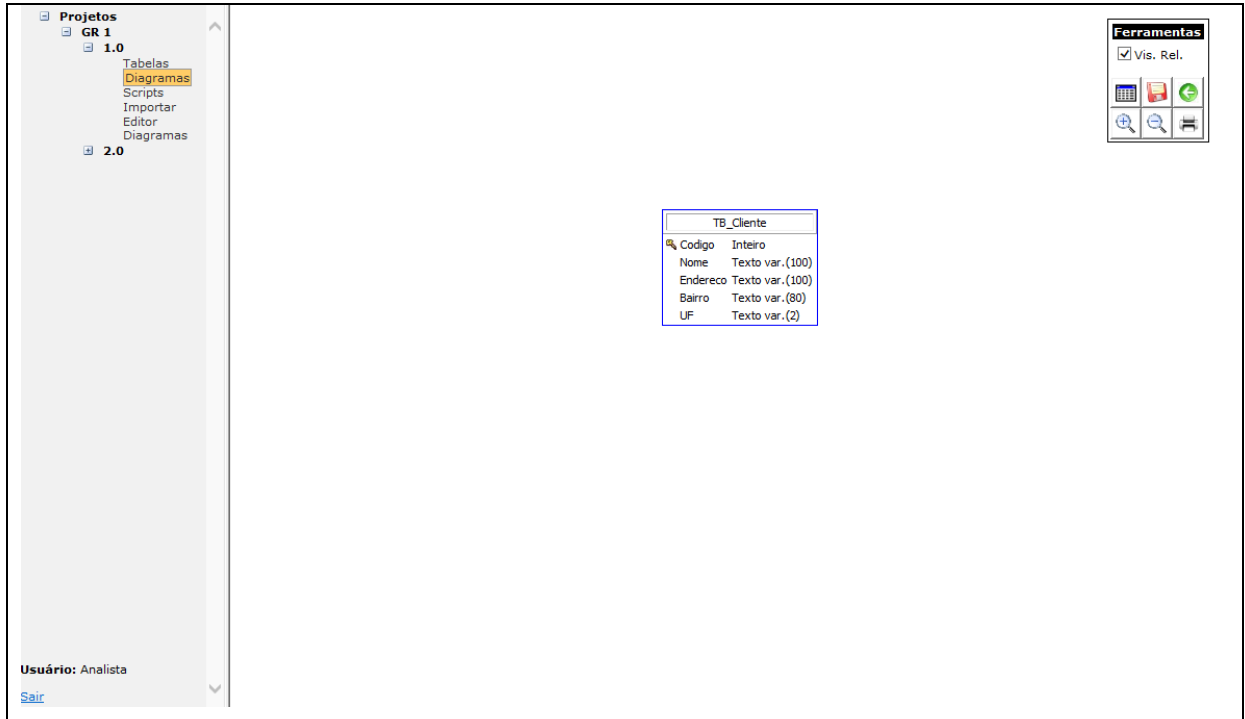 Projetos
GR 1
1.0
Tabelas
Diagramas
Scripts
Importar
Editor
Diagramas
2.0
Usuário: Analista
Sair
Ferramentas
Vis. Rel.
TB_Cliente
Codigo Inteiro
Nome Texto var.(100)
Endereco Texto var.(100)
Bairro Texto var.(80)
UF Texto var.(2)